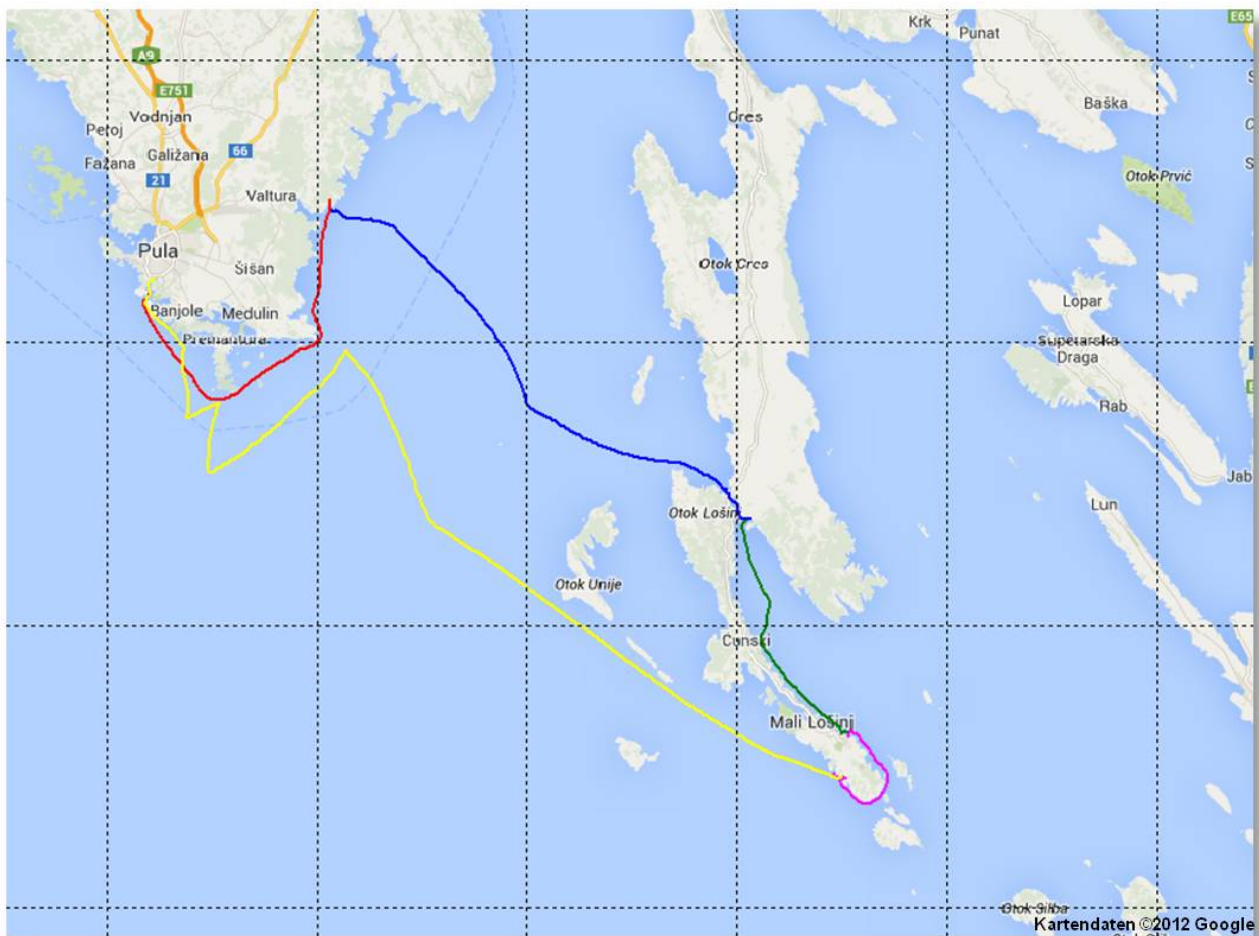 Krk
Punat
E65
A9
E751
Vodnjan
Cres
Baška
Peroj
Galižana
66
Fažana
21
Otok Prvić
Valtura
Pula
Šišan
Otok Cres
Lopar
Banjole
Medulin
Premantura
Supetarska
Draga
Rab
Jab
Otok Lošinj
Lun
Otok Unije
Ćunski
Mali Lošinj
Otok Silba
Kartendaten ©2012 Google